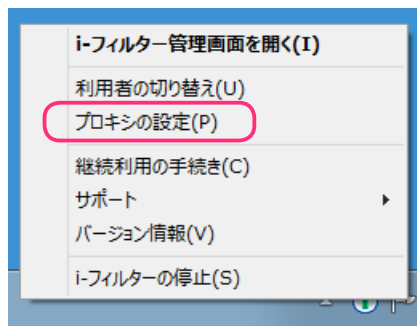 i-フィルター管理画面を開く(I)
利用者の切り替え(U)
プロキシの設定(P)
継続利用の手続き(C)
サポート
バージョン情報(V)
i-フィルターの停止(S)